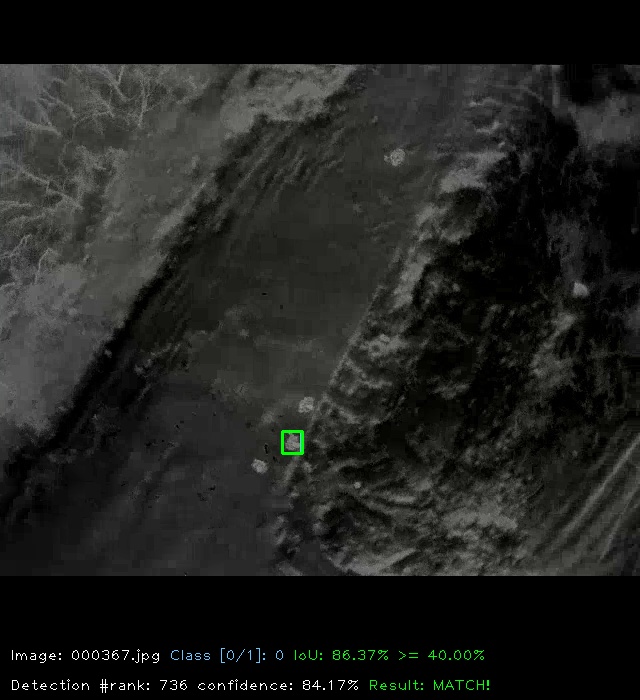 Image: 000367.jpg Class [0/1]: 0 IoU: 86.37% >= 40.00%
Detection #rank: 736 confidence: 84.17% Result: MATCH!